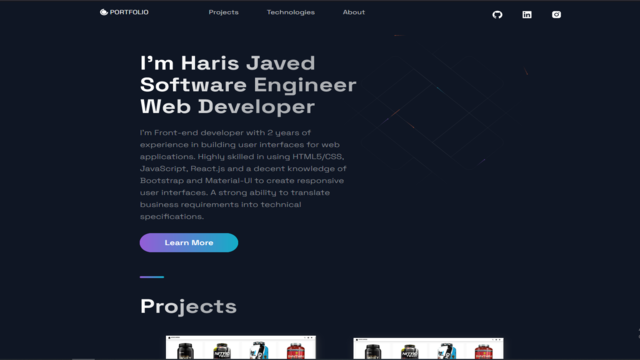 PORTFOLIO
Projects
Technologies
About
I'm Haris Javed
Software Engineer
Web Developer
I'm Front-end developer with 2 years of
experience in building user interfaces for web
applications. Highly skilled in using HTML5/CSS,
JavaScript, React.js and a decent knowledge of
Bootstrap and Material-UI to create responsive
user interfaces. A strong ability to translate
business requirements into technical
specifications.
Learn More
Projects